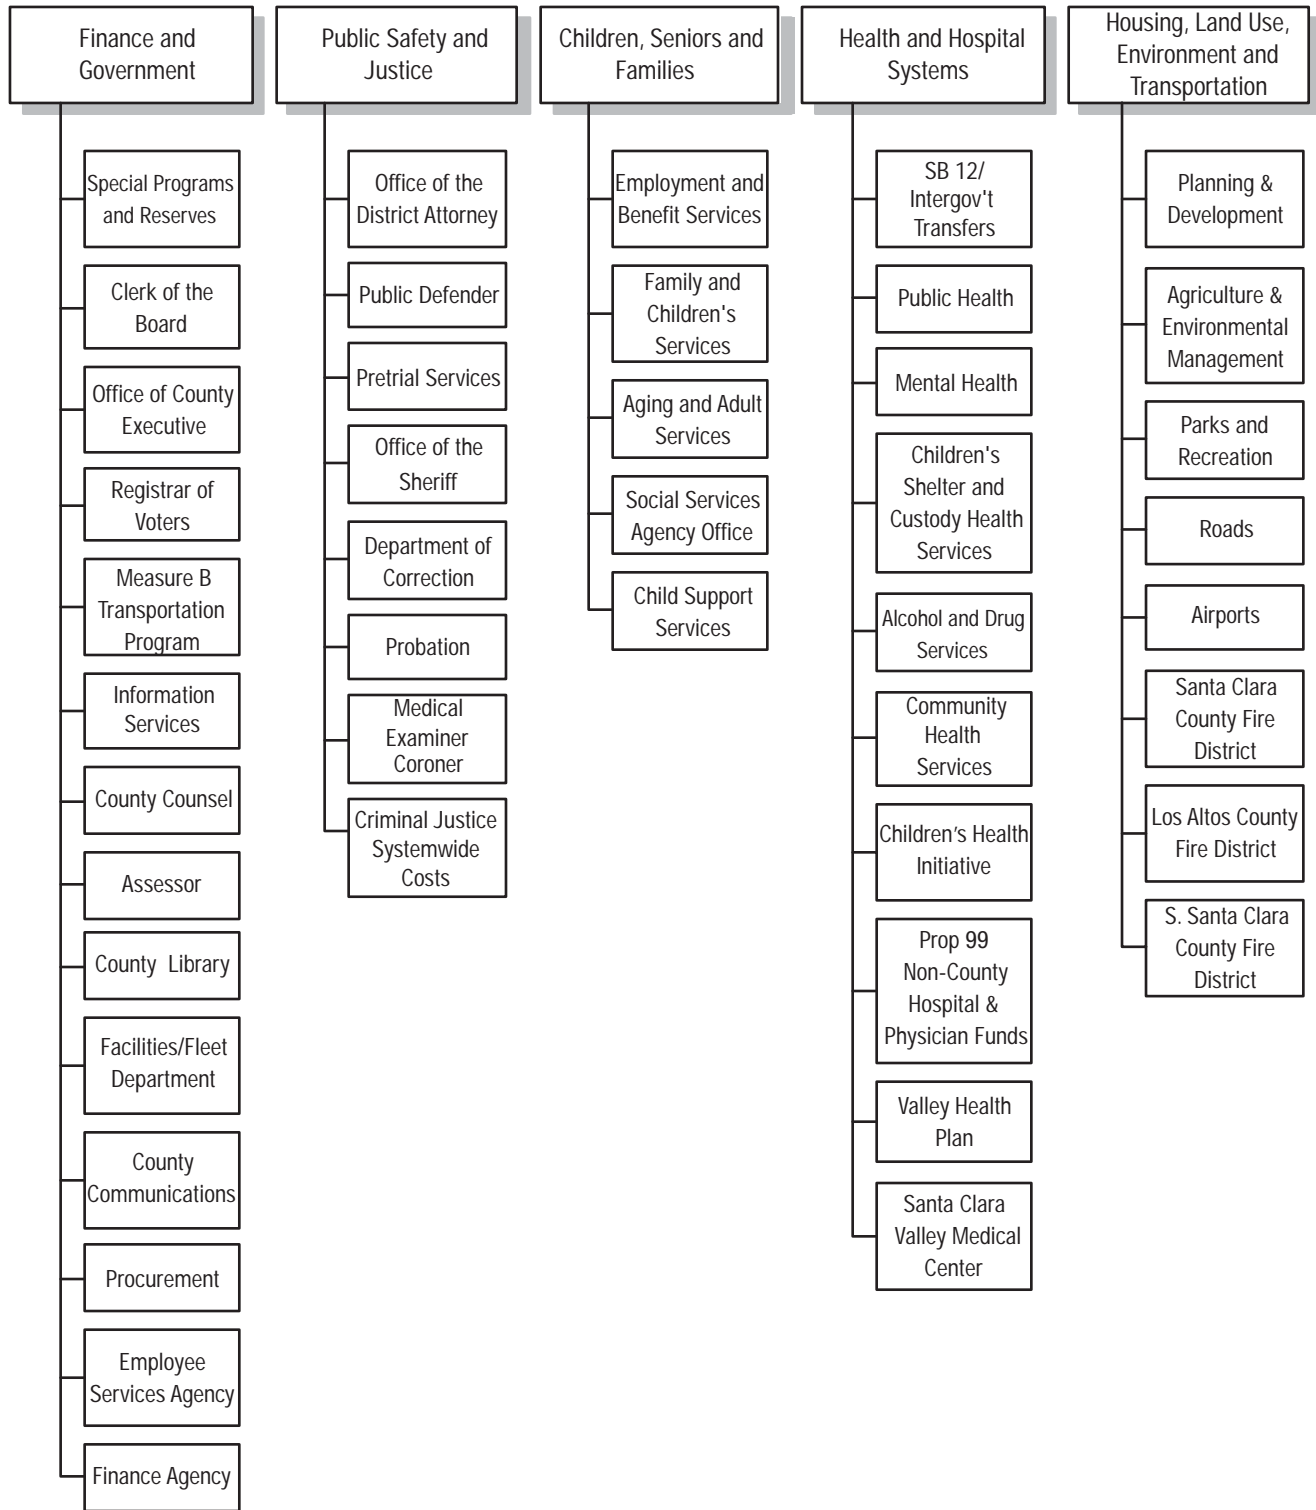 Finance and
Government
Special Programs
and Reserves
Clerk of the
Board
Office of County
Executive
Registrar of
Voters
Measure B
Transportation
Program
Information
Services
County Counsel
Assessor
County Library
Facilities/Fleet
Department
County
Communications
Procurement
Employee
Services Agency
Finance Agency
Public Safety and
Justice
Office of the
District Attorney
Public Defender
Pretrial Services
Office of the
Sheriff
Department of
Correction
Probation
Medical
Examiner
Coroner
Criminal Justice
Systemwide
Costs
Children, Seniors and
Families
Employment and
Benefit Services
Family and
Children's
Services
Aging and Adult
Services
Social Services
Agency Office
Child Support
Services
Health and Hospital
Systems
SB 12/
Intergov't
Transfers
Public Health
Mental Health
Children's
Shelter and
Custody Health
Services
Alcohol and Drug
Services
Community
Health
Services
Children’s Health
Initiative
Prop 99
Non-County
Hospital &
Physician Funds
Valley Health
Plan
Santa Clara
Valley Medical
Center
Housing, Land Use,
Environment and
Transportation
Planning &
Development
Agriculture &
Environmental
Management
Parks and
Recreation
Roads
Airports
Santa Clara
County Fire
District
Los Altos County
Fire District
S. Santa Clara
County Fire
District